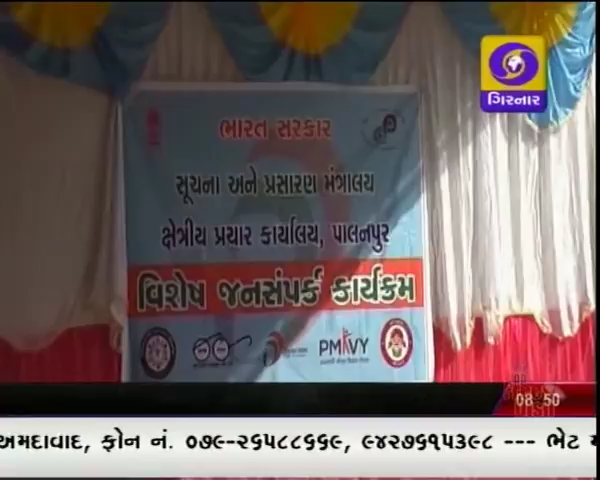 ગિરનાર
ભારત સરકાર
સૂચના અને પ્રસારણ મંત્રાલય
ક્ષેત્રીય પ્રચાર કાર્યાલય, પાલનપુર
વિશેષ જનસંપર્ક કાર્યક્રમ
PMKVY
08:50
અમદાવાદ, ફોન નં. ૦૭૯-૨૬૫૮૮૬૬૯, ૯૪૨૭૬૧૫૩૯૮ --- ભેટ